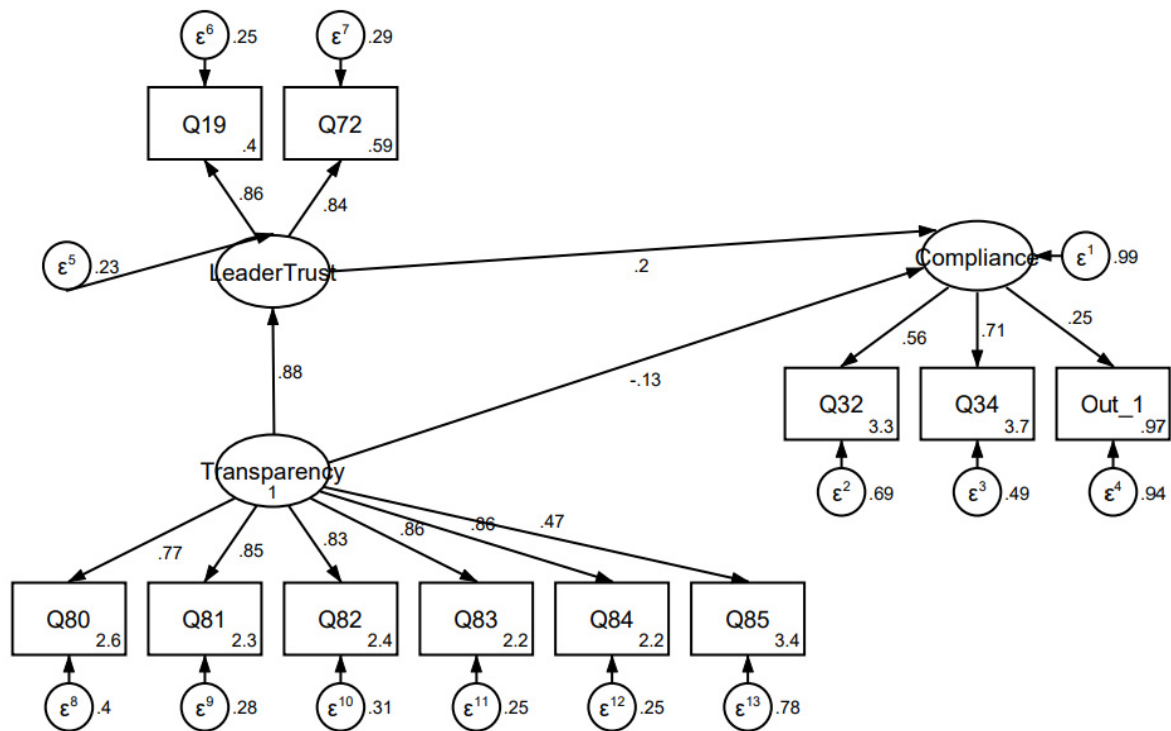 ε6 .25 ε7 .29
Q19 .4 Q72 .59
.86 .84
ε5 .23 LeaderTrust .2 Compliance ε1 .99
.56 .71 .25
.88 -.13
Q32 3.3 Q34 3.7 Out_1 .97
Transparency 1
ε2 .69 ε3 .49 ε4 .94
.77 .85 .83 .86 .86 .47
Q80 2.6 Q81 2.3 Q82 2.4 Q83 2.2 Q84 2.2 Q85 3.4
ε8 .4 ε9 .28 ε10 .31 ε11 .25 ε12 .25 ε13 .78